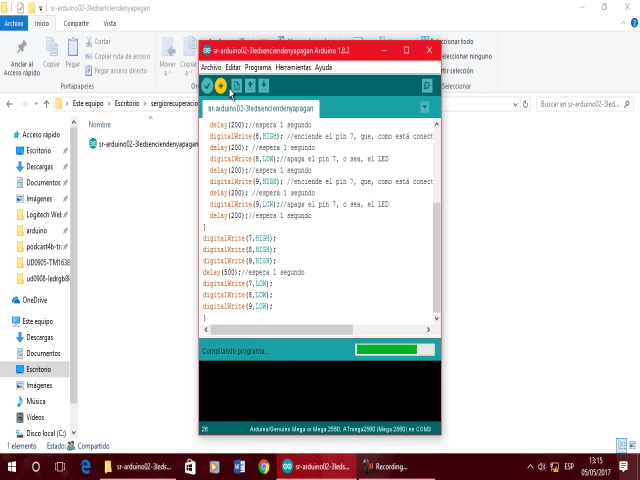 sr-arduino02-3ledsenciendenyapagan
Archivo Inicio Compartir Vista
Anclar al Acceso rápido
Copiar
Pegar
Cortar
Copiar ruta de acceso
Pegar acceso directo
Portapapeles
Mover a
Seleccionar
Este equipo > Escritorio > sergiorecuperacio
Buscar en sr-arduino02-3led...
Nombre
sr-arduino02-3ledsenciendenyapagan
Acceso rápido
Escritorio
Descargas
Documentos
Imágenes
Logitech Web
arduino
podcast4b-tr
UD0905-TM1638
ud0908-ledrgb8
OneDrive
Este equipo
Descargas
Documentos
Escritorio
Imágenes
Música
Vídeos
Disco local (C:)
1 elemento Estado: Compartido
sr-arduino02-3ledsenciendenyapagan Arduino 1.8.2
Archivo Editar Programa Herramientas Ayuda
sr-arduino02-3ledsenciendenyapagan
delay(200);//espera 1 segundo
digitalWrite(8,HIGH); //enciende el pin 7, que, como está conect
delay(200); //espera 1 segundo
digitalWrite(8,LOW);//apaga el pin 7, o sea, el LED
delay(200);//espera 1 segundo
digitalWrite(9,HIGH); //enciende el pin 7, que, como está conect
delay(200); //espera 1 segundo
digitalWrite(9,LOW);//apaga el pin 7, o sea, el LED
delay(200);//espera 1 segundo
}
digitalWrite(7,HIGH);
digitalWrite(8,HIGH);
digitalWrite(9,HIGH);
delay(500);//espera 1 segundo
digitalWrite(7,LOW);
digitalWrite(8,LOW);
digitalWrite(9,LOW);
}
Compilando programa...
26 Arduino/Genuino Mega or Mega 2560, ATmega2560 (Mega 2560) en COM3
sr-arduino02-3leds... sr-arduino02-3leds... Recording...
ESP
13:15
05/05/2017